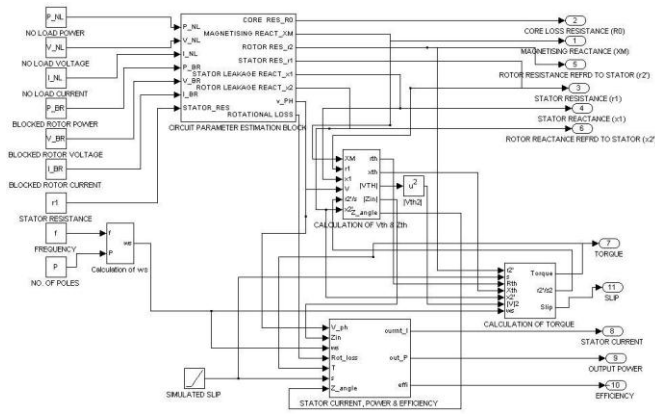 P_NL
NO LOAD POWER
V_NL
NO LOAD VOLTAGE
I_NL
NO LOAD CURRENT
P_BR
BLOCKED ROTOR POWER
V_BR
BLOCKED ROTOR VOLTAGE
I_BR
BLOCKED ROTOR CURRENT
r1
STATOR RESISTANCE
f
FREQUENCY
P
NO. OF POLES
f
P
ws
Calculation of ws
P_NL
V_NL
I_NL
P_BR
V_BR
I_BR
STATOR_RES
CORE RES_R0
MAGNETISING REACT_XM
ROTOR RES_r2
STATOR RES_r1
STATOR LEAKAGE REACT_x1
ROTOR LEAKAGE REACT_x2
v_PH
ROTATIONAL LOSS
CIRCUIT PARAMETER ESTIMATION BLOCK
2
CORE LOSS RESISTANCE (R0)
1
MAGNETISING REACTANCE (XM)
5
ROTOR RESISTANCE REFRD TO STATOR (r2')
3
STATOR RESISTANCE (r1)
4
STATOR REACTANCE (x1)
6
ROTOR REACTANCE REFRD TO STATOR (x2'
XM
r1
x1
V
r2'/s
x2'
rth
xth
|VTH|
|Zin|
Z_angle
CALCULATION OF Vth & Zth
u²
|Vth2|
r2'
s
Rth
Xth
x2'
|V|2
ws
Torque
r2'/s2
Slip
CALCULATION OF TORQUE
7
TORQUE
11
SLIP
V_ph
Zin
ws
Rot_loss
T
s
Z_angle
ournt_I
out_P
effi
STATOR CURRENT, POWER & EFFICIENCY
8
STATOR CURRENT
9
OUTPUT POWER
10
EFFICIENCY
SIMULATED SLIP